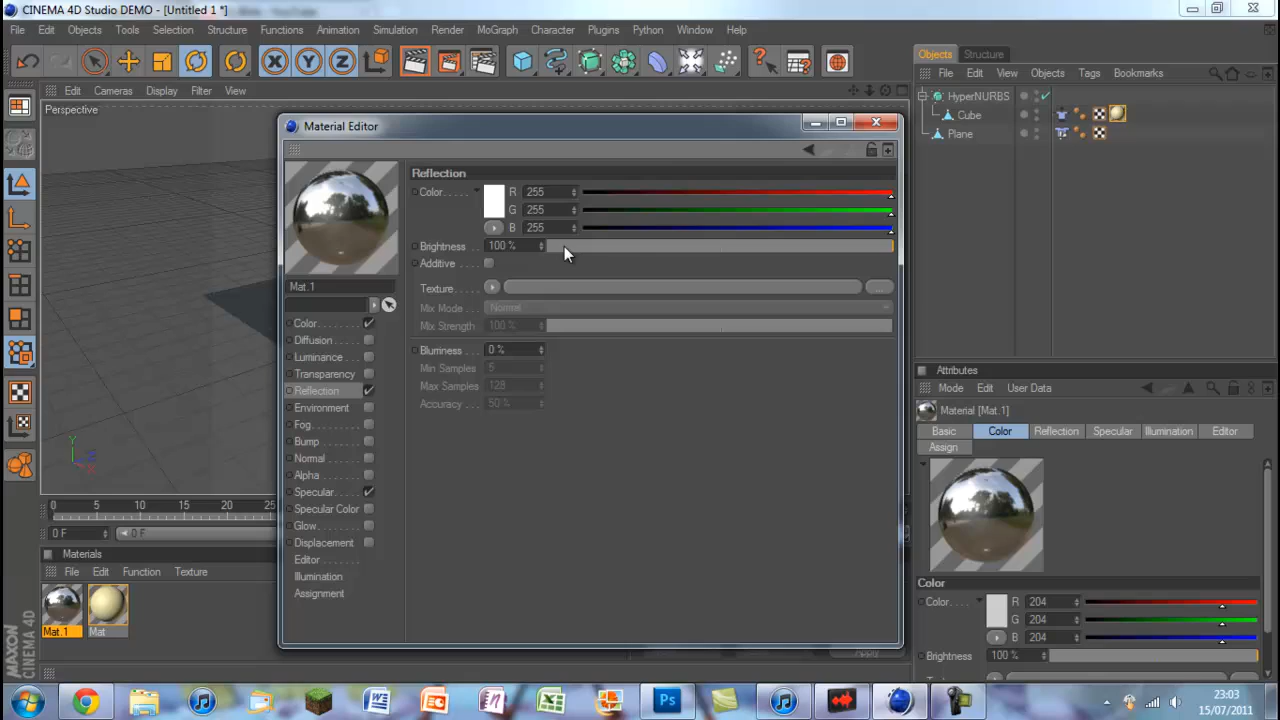 CINEMA 4D Studio DEMO - [Untitled 1 *]
File Edit Objects Tools Selection Structure Functions Animation Simulation Render MoGraph Character Plugins Python Window Help
X Y Z
Objects Structure
File Edit View Objects Tags Bookmarks
HyperNURBS
Cube
Plane
Edit Cameras Display Filter View
Perspective
Y
Material Editor
Reflection
Color R 255
G 255
B 255
Brightness 100 %
Additive
Texture ...
Mix Mode Normal
Mix Strength 100 %
Blurriness 0 %
Min Samples 5
Max Samples 128
Accuracy 50 %
Mat.1
Color
Diffusion
Luminance
Transparency
Reflection
Environment
Fog
Bump
Normal
Alpha
Specular
Specular Color
Glow
Displacement
Editor
Illumination
Assignment
0 5 10 15 20 25
0 F 0 F
Materials
File Edit Function Texture
Mat.1 Mat
Apply
Attributes
Mode Edit User Data
Material [Mat.1]
Basic Color Reflection Specular Illumination Editor
Assign
Color
Color R 204
G 204
B 204
Brightness 100 %
MAXON
CINEMA 4D
Ps
23:03
15/07/2011